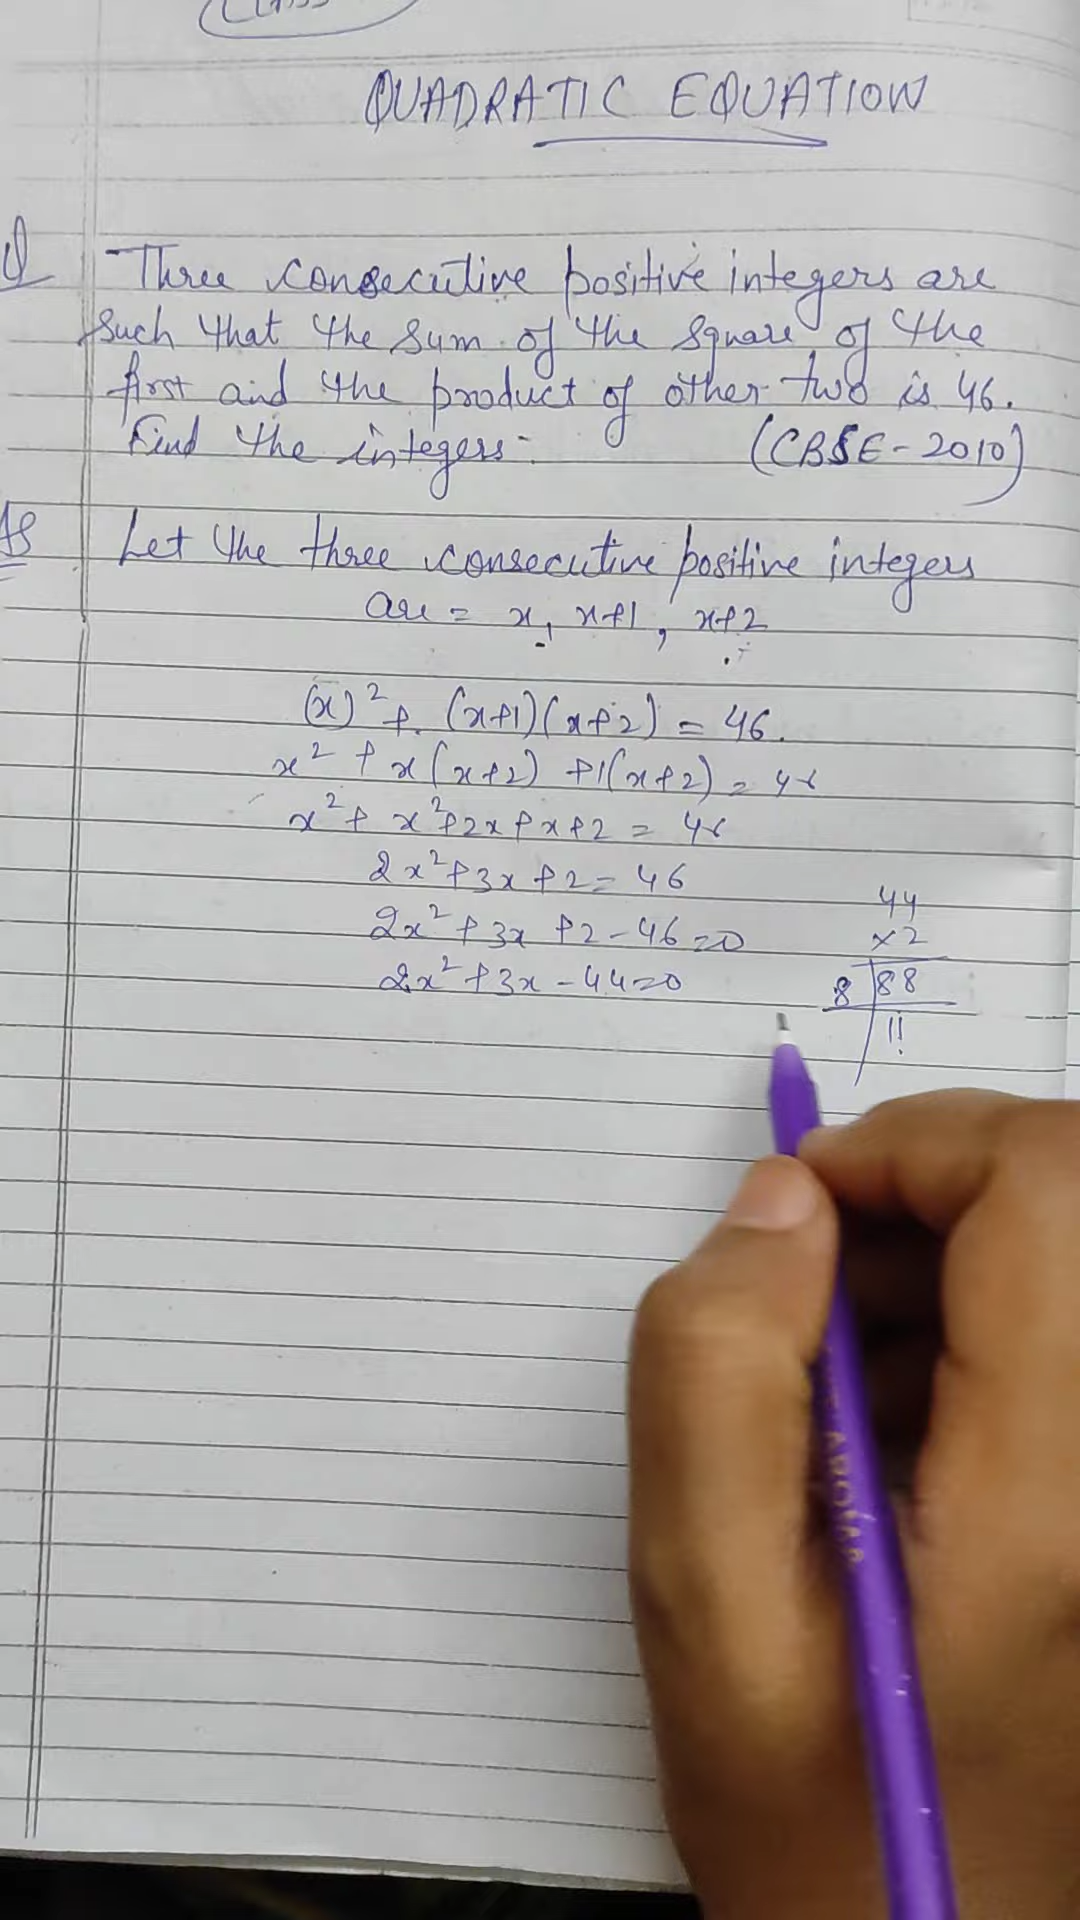 QUADRATIC EQUATION
Q Three consecutive positive integers are
such that the sum of the square of the
first and the product of other two is 46.
Find the integers. (CBSE-2010)
Let the three consecutive positive integers
are = x, x+1, x+2
(x)² + (x+1)(x+2) = 46.
x² + x(x+2) +1(x+2) = 46
x² + x²+2x+x+2 = 46
2x²+3x+2=46
2x²+3x+2-46=0
2x²+3x-44=0
44
×2
8 88
11